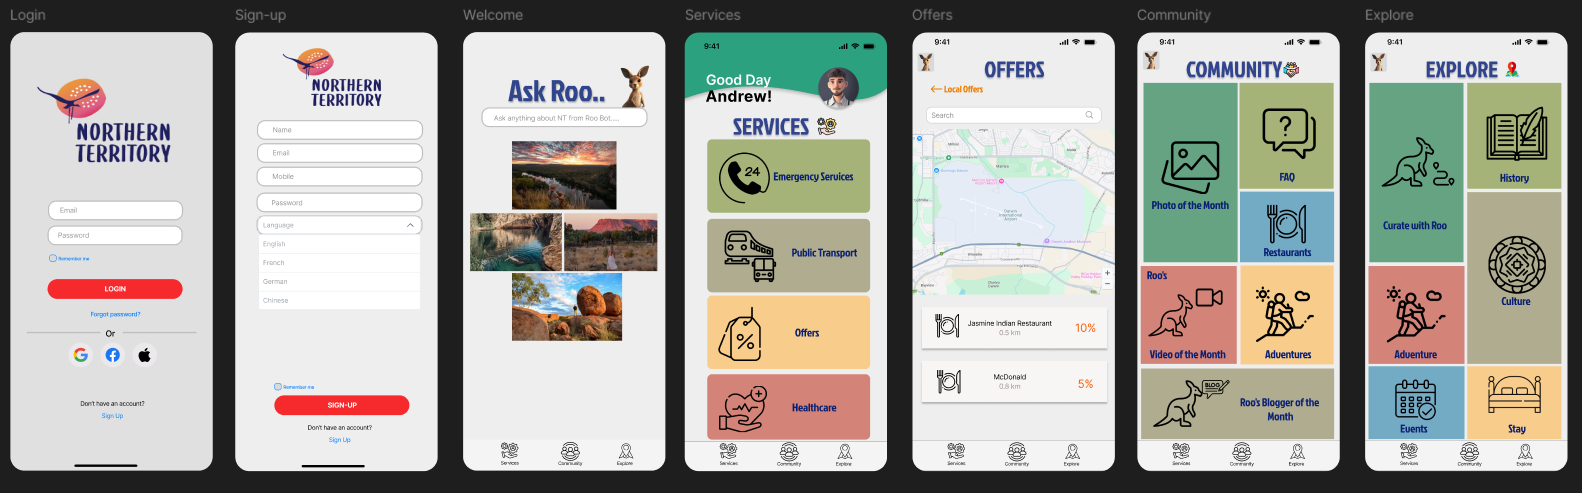 Login
NORTHERN
TERRITORY
Email
Password
Remember me
LOGIN
Forgot password?
Or
Don't have an account?
Sign Up
Sign-up
NORTHERN
TERRITORY
Name
Email
Mobile
Password
Language
English
French
German
Chinese
Remember me
SIGN-UP
Don't have an account?
Sign Up
Welcome
Ask Roo..
Ask anything about NT from Roo Bot.....
Services
Community
Explore
Services
9:41
Good Day
Andrew!
SERVICES
24
Emergency Services
Public Transport
Offers
Healthcare
Services
Community
Explore
Offers
9:41
OFFERS
Local Offers
Search
Darwin
International
Airport
Jasmine Indian Restaurant
0.5 km
10%
McDonald
0.8 km
5%
Services
Community
Explore
Community
9:41
COMMUNITY
Photo of the Month
FAQ
Restaurants
Roo's
Video of the Month
Adventures
BLOG
Roo's Blogger of the
Month
Services
Community
Explore
Explore
9:41
EXPLORE
Curate with Roo
History
Culture
Adventure
Events
Stay
Services
Community
Explore